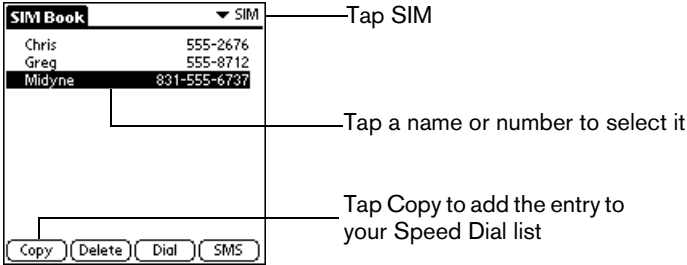 SIM Book ▼ SIM
Chris 555-2676
Greg 555-8712
Midyne 831-555-6737
Copy Delete Dial SMS
Tap SIM
Tap a name or number to select it
Tap Copy to add the entry to
your Speed Dial list